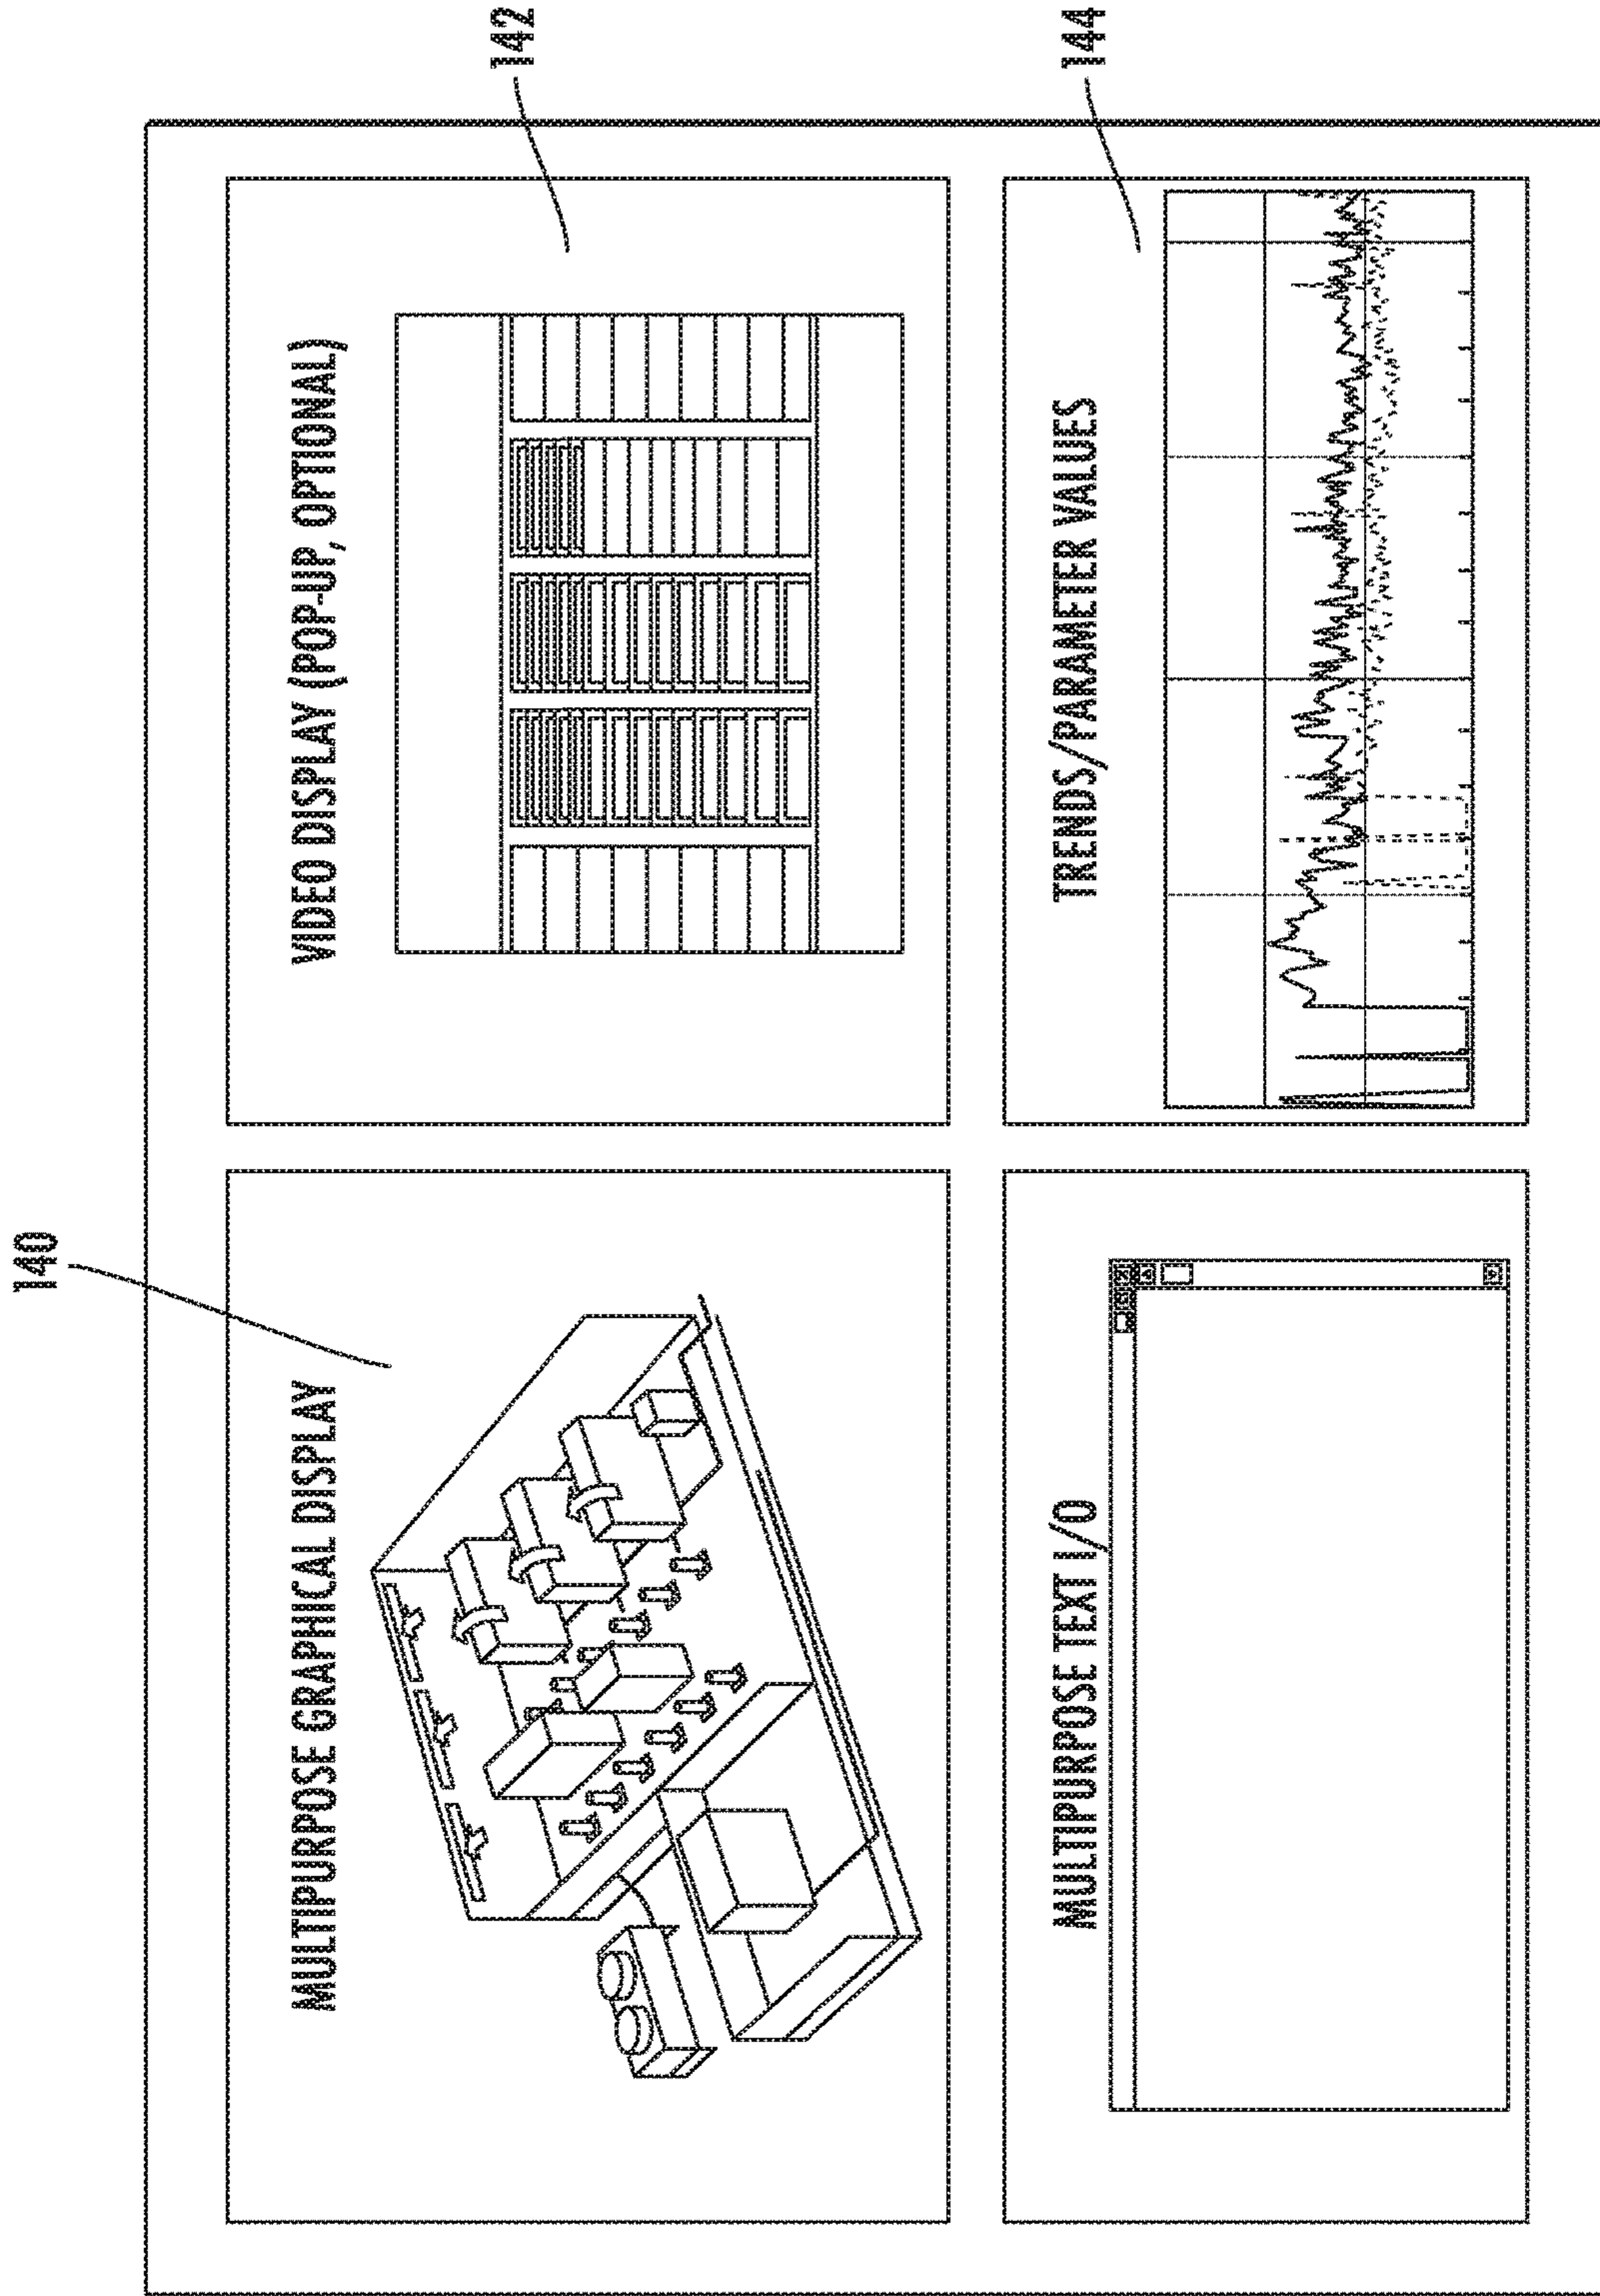 140
142
MULTIPURPOSE GRAPHICAL DISPLAY
VIDEO DISPLAY (POP-UP, OPTIONAL)
144
MULTIPURPOSE TEXT I/O
TRENDS/PARAMETER VALUES